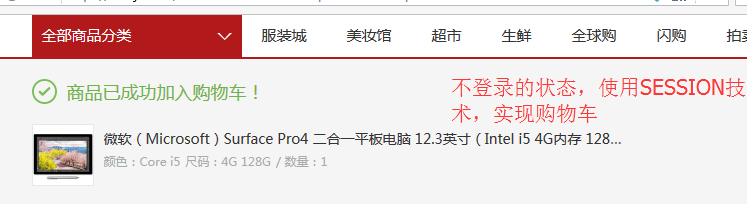 全部商品分类 服装城 美妆馆 超市 生鲜 全球购 闪购
商品已成功加入购物车！
不登录的状态，使用SESSION技
术，实现购物车
微软（Microsoft）Surface Pro4 二合一平板电脑 12.3英寸（Intel i5 4G内存 128...
颜色：Core i5 尺码：4G 128G / 数量：1